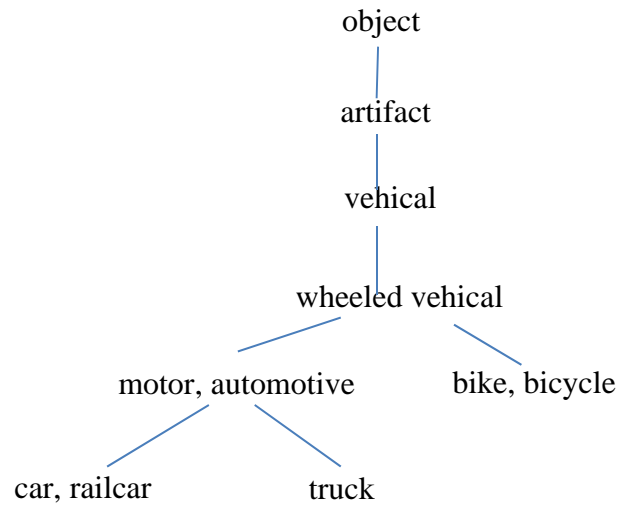 object
artifact
vehical
wheeled vehical
motor, automotive
bike, bicycle
car, railcar
truck